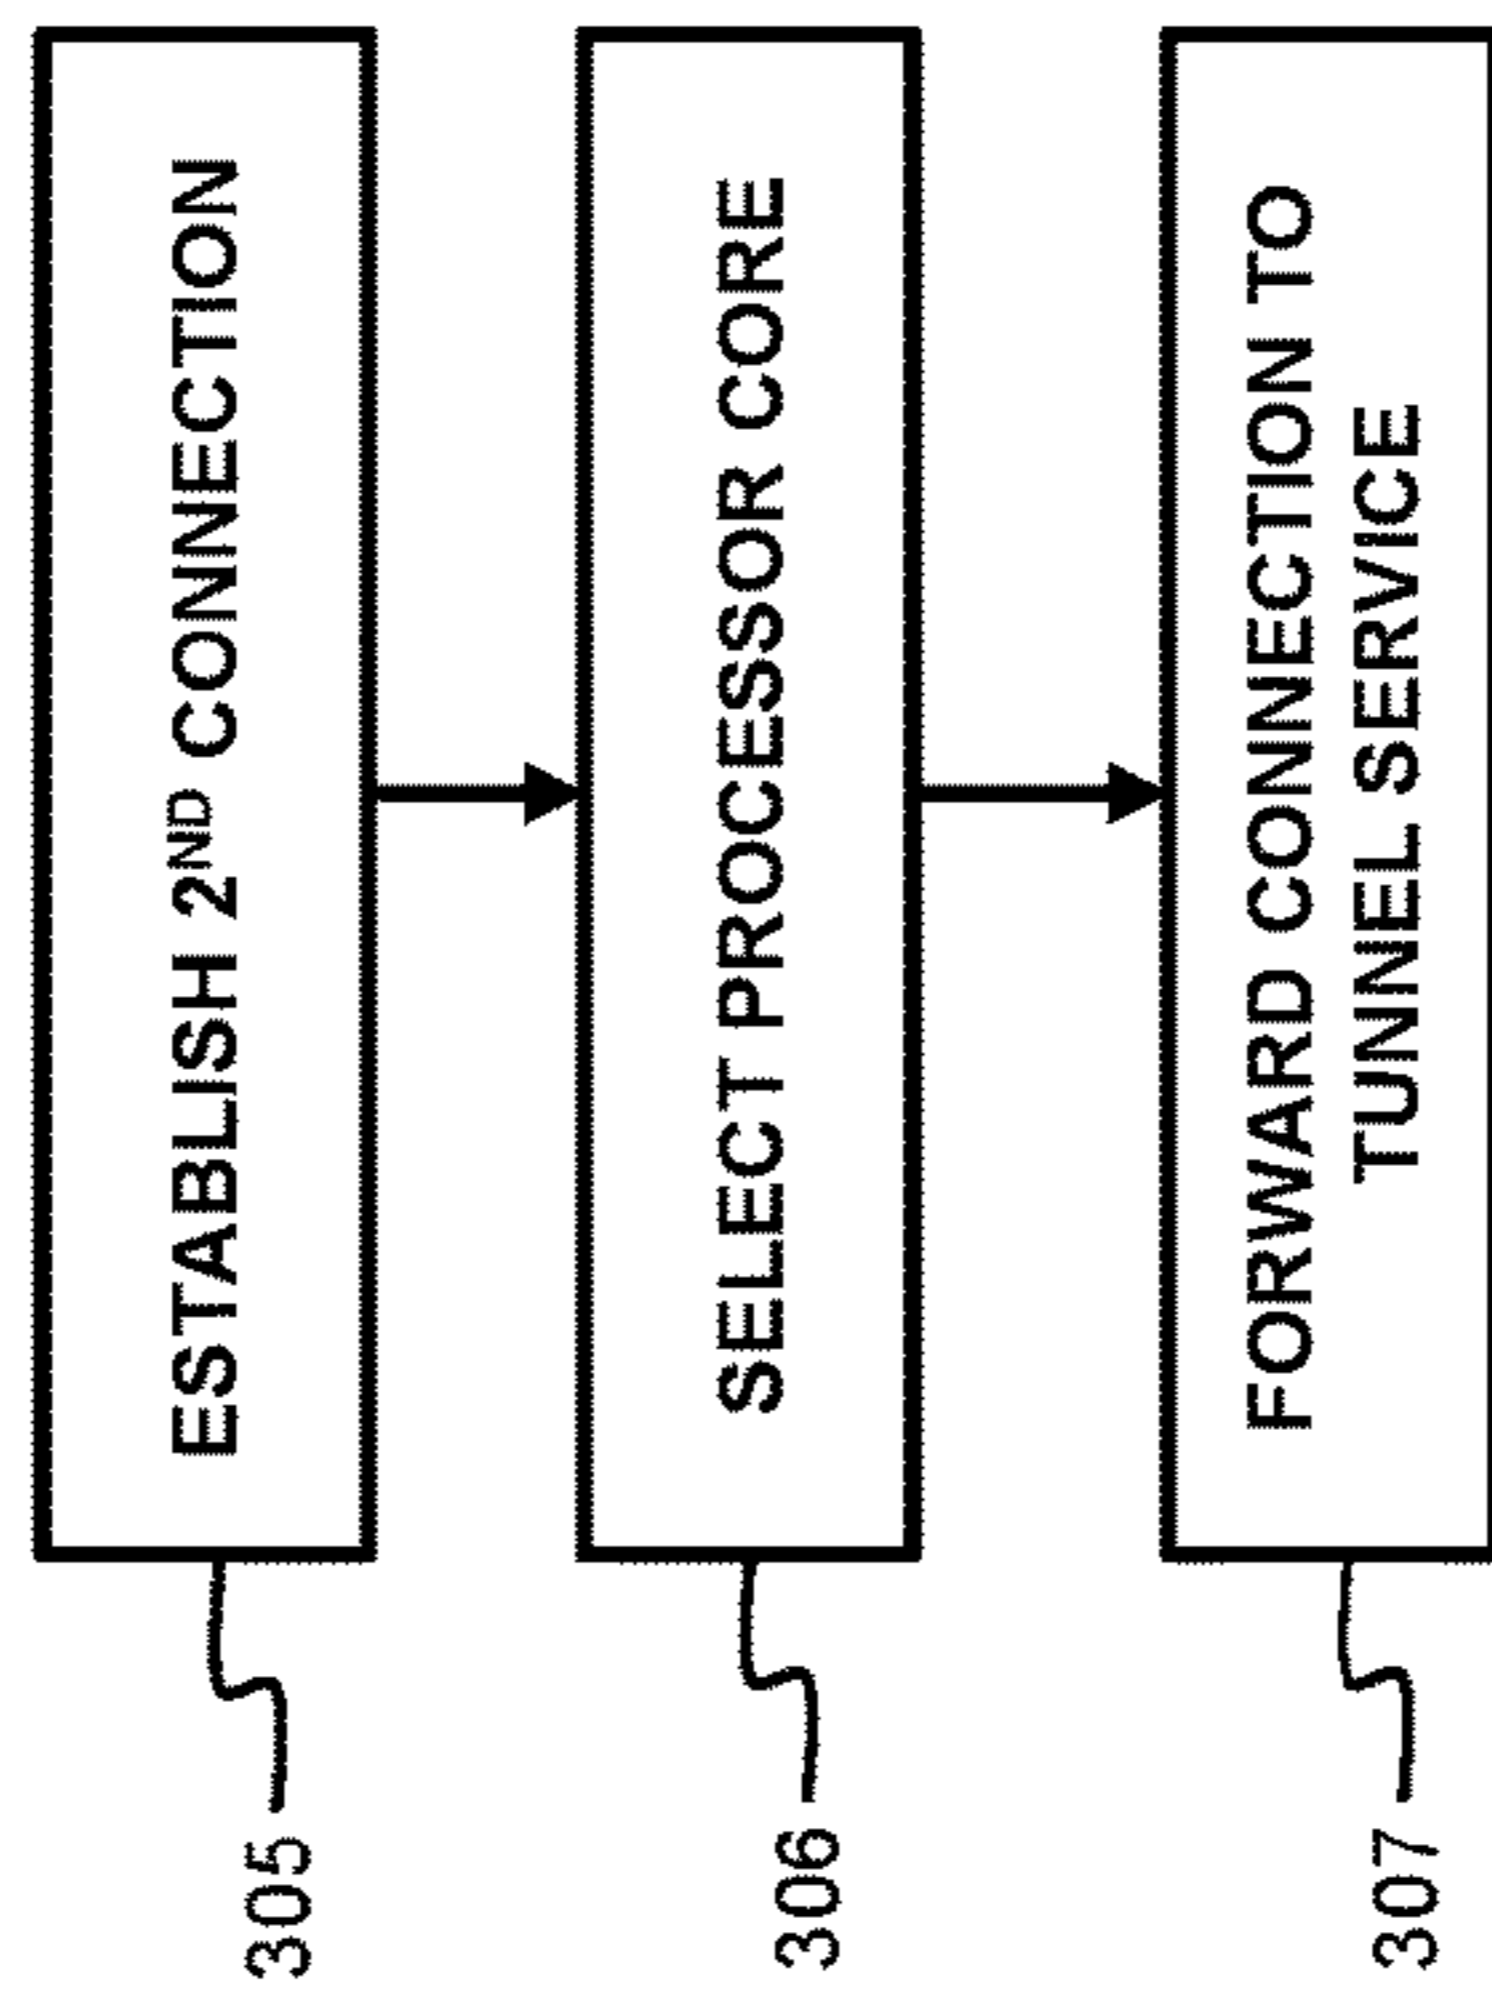 305
ESTABLISH 2ND CONNECTION
306
SELECT PROCESSOR CORE
307
FORWARD CONNECTION TO
TUNNEL SERVICE